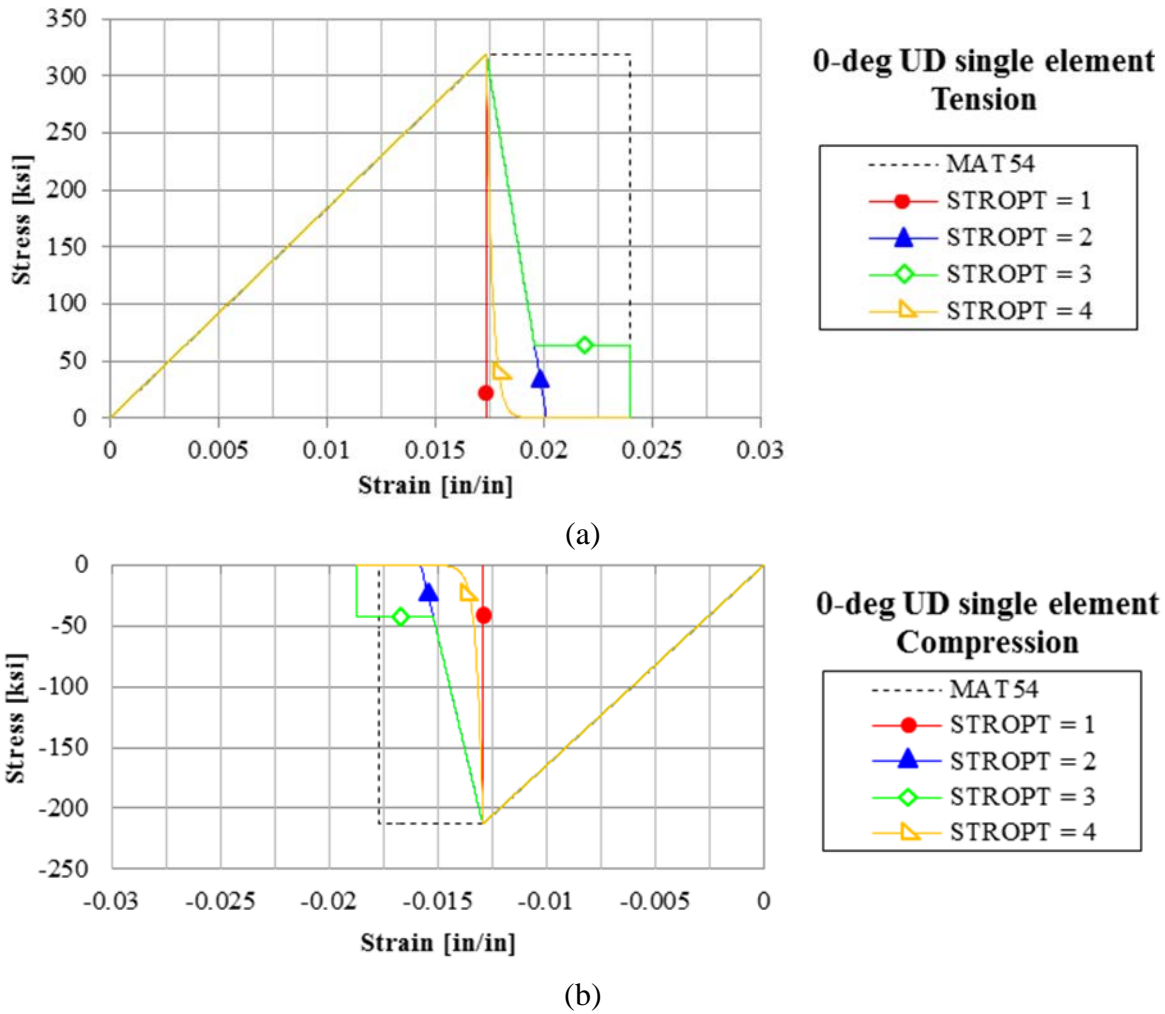 350
300
250
200
150
100
50
0
Stress [ksi]
0 0.005 0.01 0.015 0.02 0.025 0.03
Strain [in/in]
0-deg UD single element
Tension
MAT54
STROPT = 1
STROPT = 2
STROPT = 3
STROPT = 4
(a)
0
-50
-100
-150
-200
-250
Stress [ksi]
-0.03 -0.025 -0.02 -0.015 -0.01 -0.005 0
Strain [in/in]
0-deg UD single element
Compression
MAT54
STROPT = 1
STROPT = 2
STROPT = 3
STROPT = 4
(b)